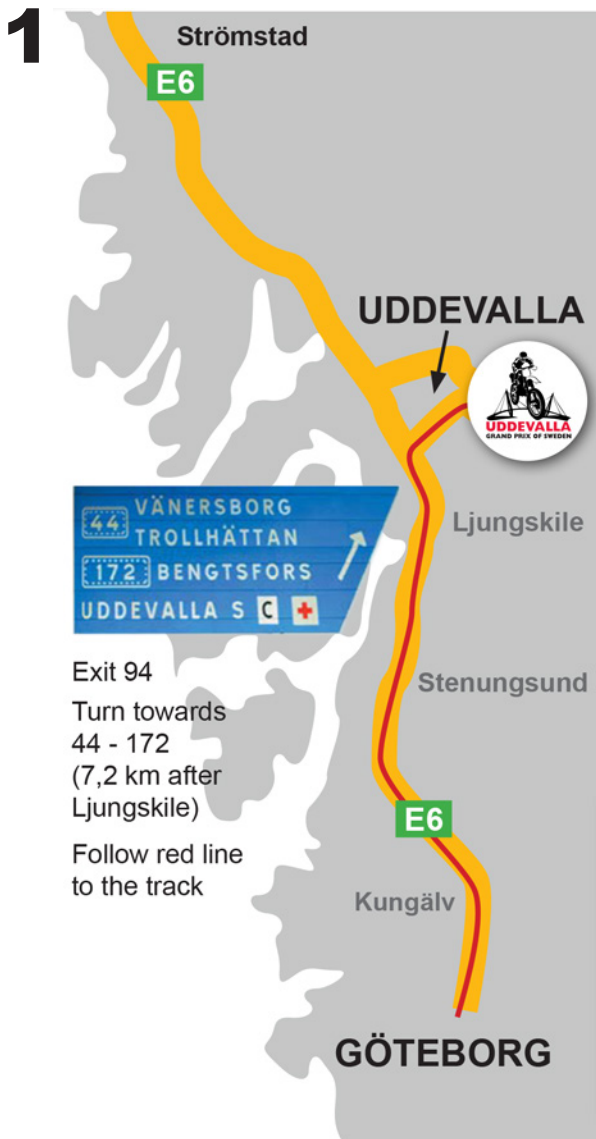 1
Strömstad
E6
UDDEVALLA
UDDEVALLA
GRAND PRIX OF SWEDEN
44 VÄNERSBORG
TROLLHÄTTAN
172 BENGTSFORS
UDDEVALLA S C
Ljungskile
Stenungsund
Exit 94
Turn towards
44 - 172
(7,2 km after
Ljungskile)
Follow red line
to the track
E6
Kungälv
GÖTEBORG